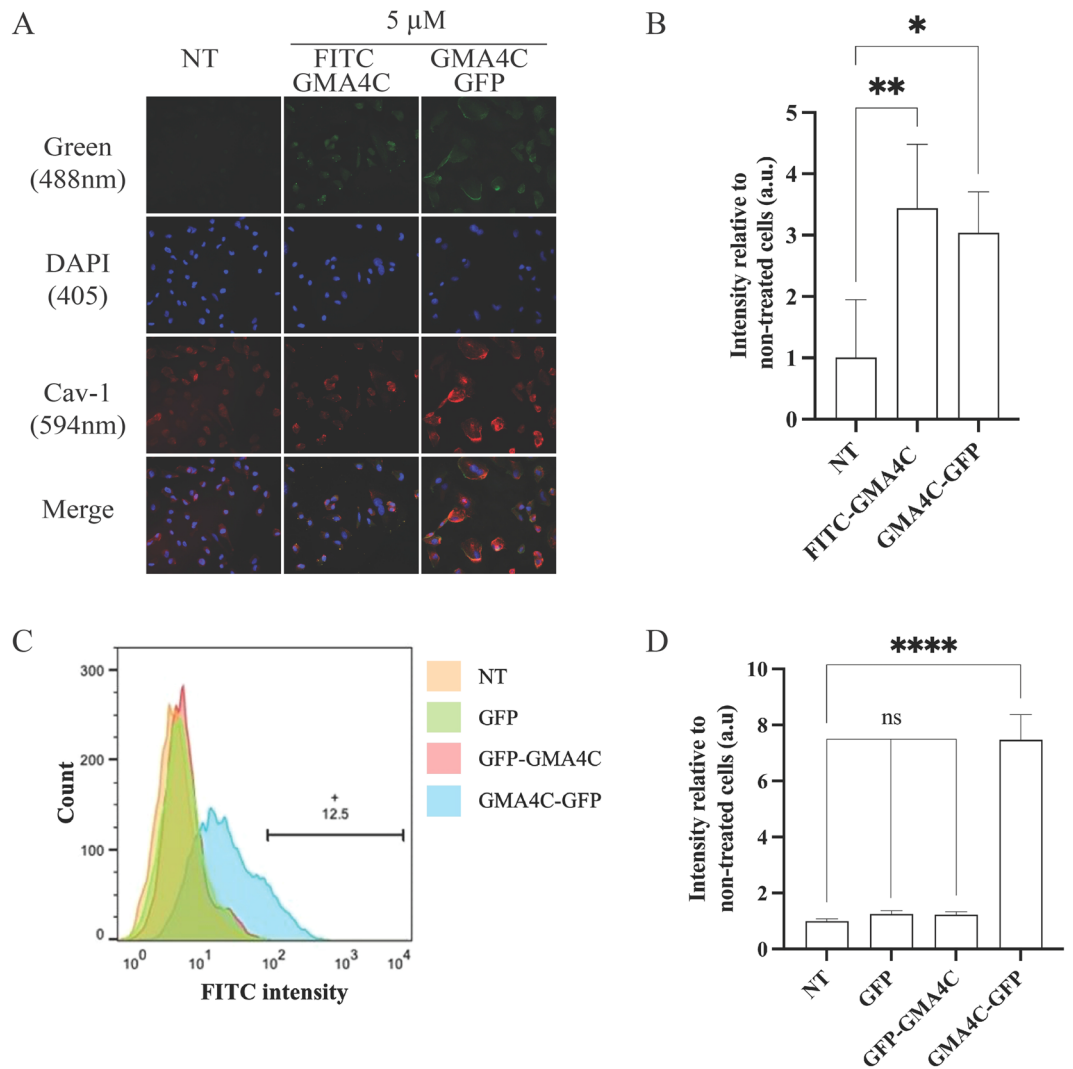 A
5 µM
NT
FITC
GMA4C
GMA4C
GFP
Green
(488nm)
DAPI
(405)
Cav-1
(594nm)
Merge
B
*
**
5
4
3
2
1
0
Intensity relative to
non-treated cells (a.u.)
NT
FITC-GMA4C
GMA4C-GFP
C
300
200
100
0
Count
+
12.5
10⁰
10¹
10²
10³
10⁴
FITC intensity
NT
GFP
GFP-GMA4C
GMA4C-GFP
D
****
ns
10
8
6
4
2
0
Intensity relative to
non-treated cells (a.u)
NT
GFP
GFP-GMA4C
GMA4C-GFP